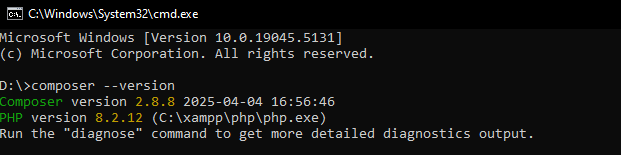 C:\Windows\System32\cmd.exe
Microsoft Windows [Version 10.0.19045.5131]
(c) Microsoft Corporation. All rights reserved.
D:\>composer --version
Composer version 2.8.8 2025-04-04 16:56:46
PHP version 8.2.12 (C:\xampp\php\php.exe)
Run the "diagnose" command to get more detailed diagnostics output.